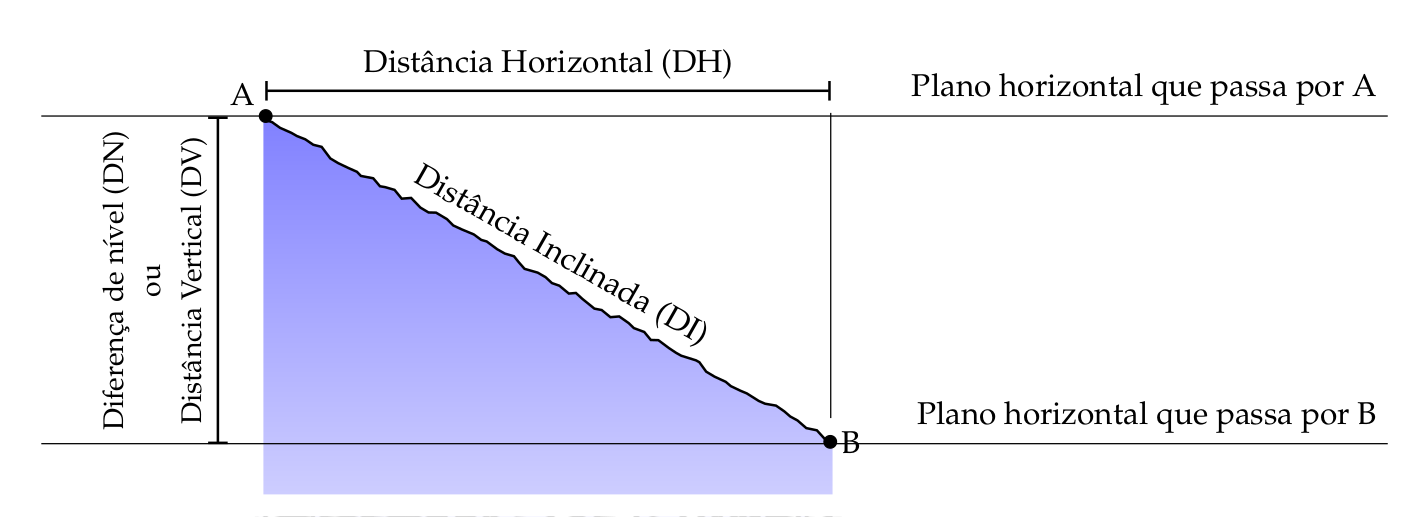 Distância Horizontal (DH)
Plano horizontal que passa por A
A
Diferença de nível (DN)
ou
Distância Vertical (DV)
Distância Inclinada (DI)
Plano horizontal que passa por B
B